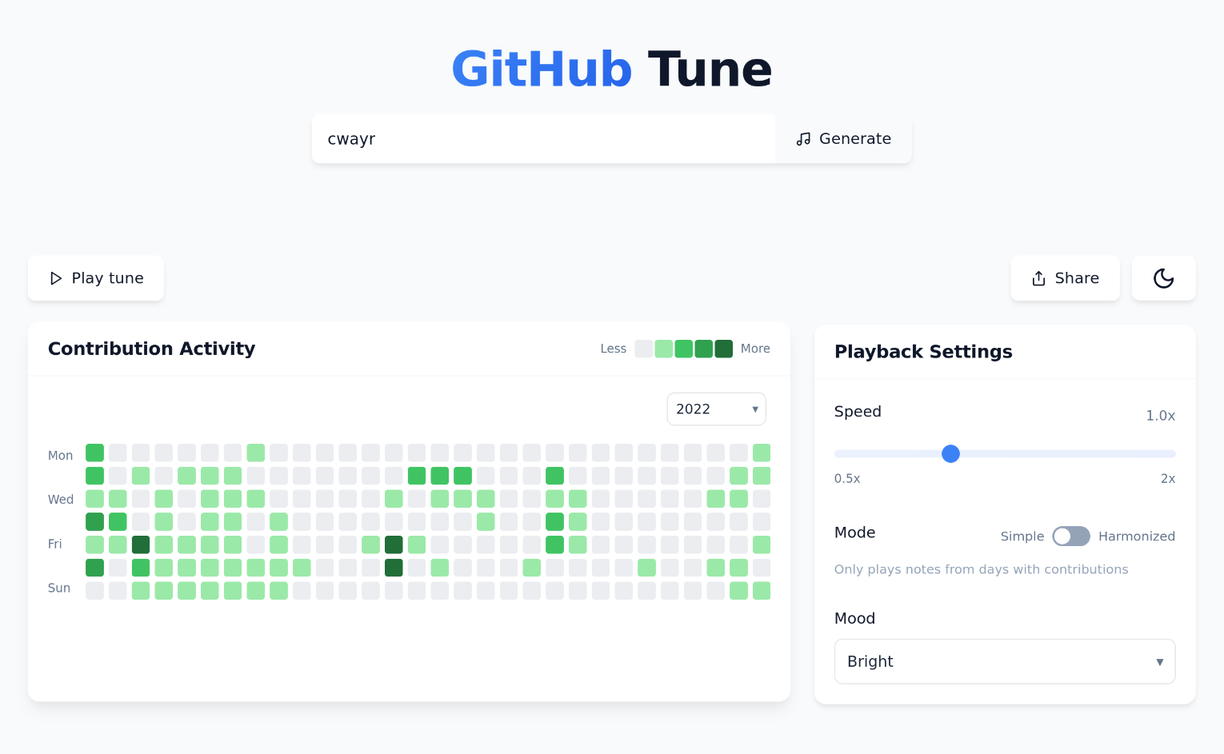 GitHub Tune
cwayr
Generate
Play tune
Share
Contribution Activity
Less
More
2022
Mon
Wed
Fri
Sun
Playback Settings
Speed
1.0x
0.5x
2x
Mode
Simple
Harmonized
Only plays notes from days with contributions
Mood
Bright